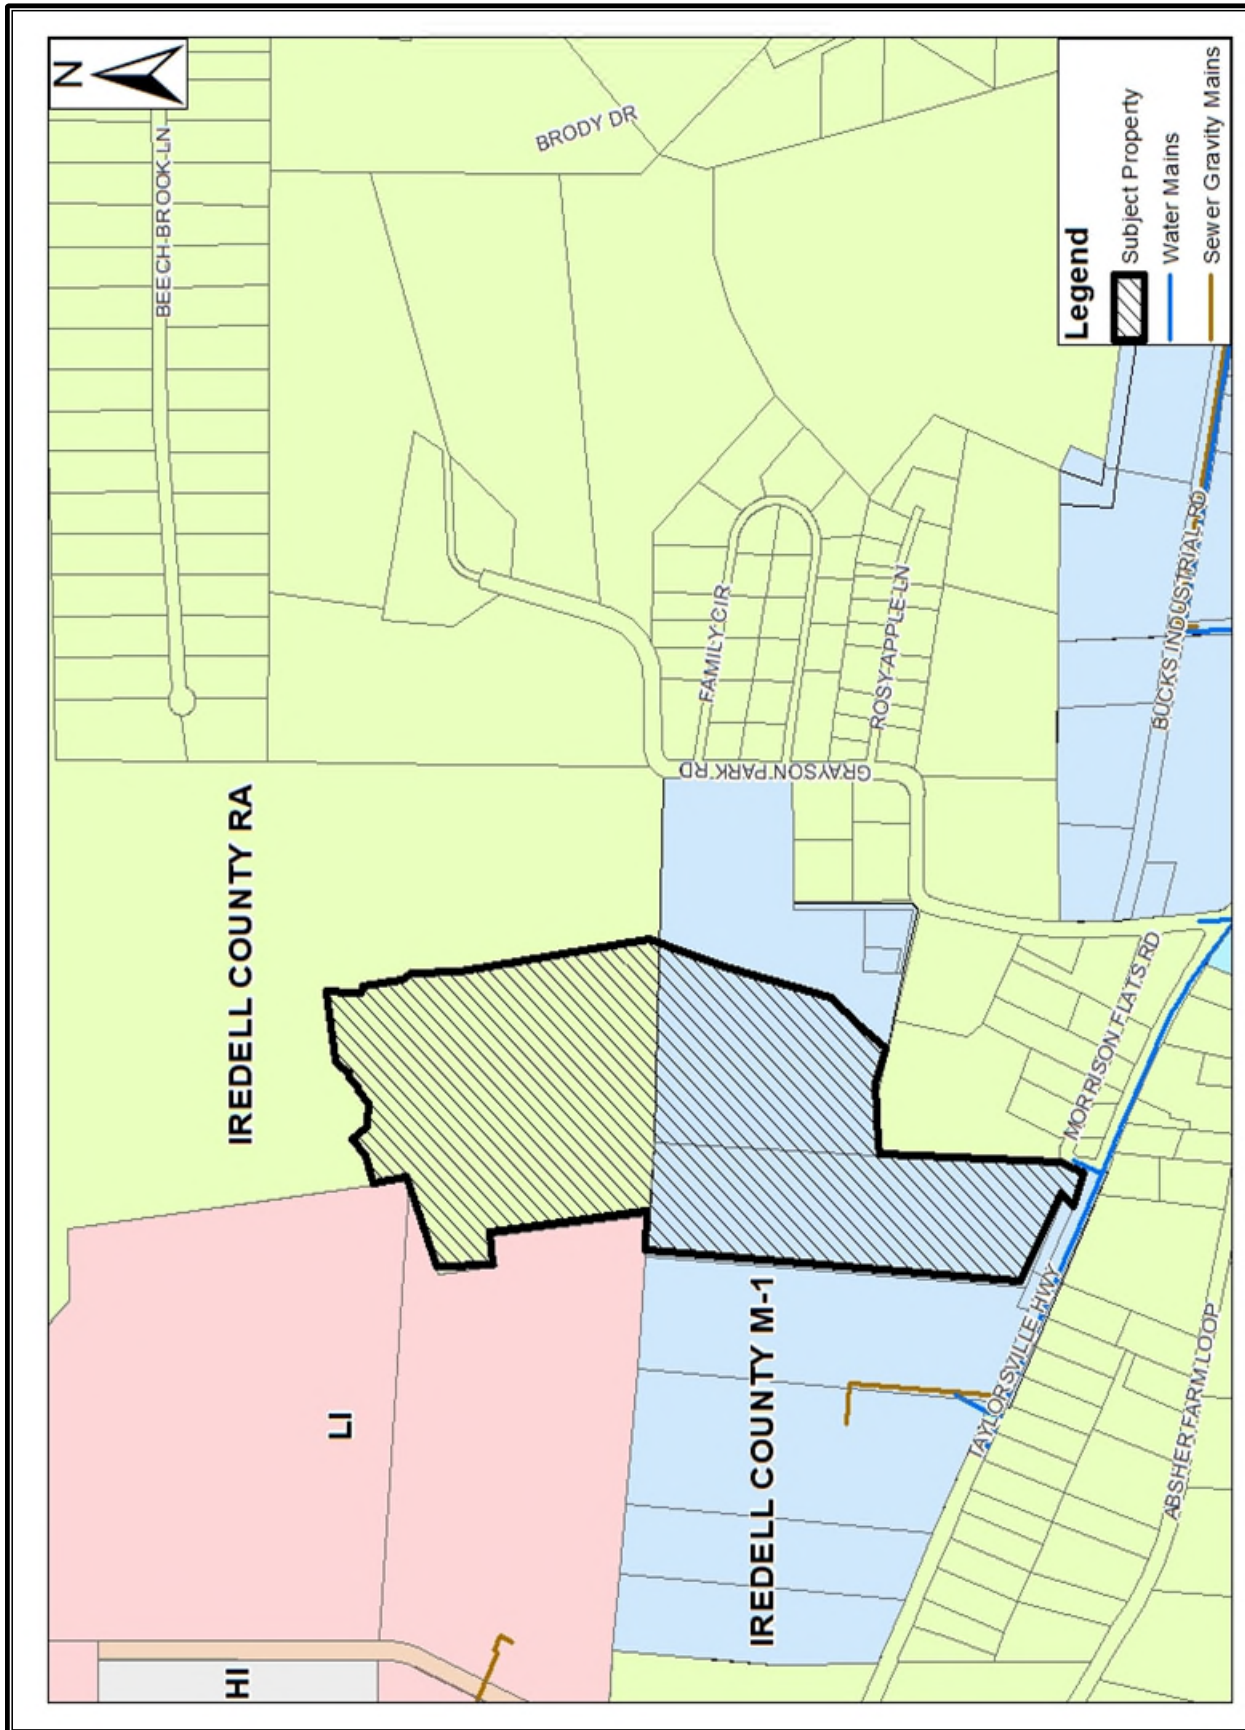 N
BEECH-BROOK-LN
BRODY DR
IREDELL COUNTY RA
LI
HI
FAMILY CIR
ROSY APPLE LN
GRAYSON PARK RD
IREDELL COUNTY M-1
BUCKS INDUSTRIAL RD
MORRISON FLATS RD
TAYLORSVILLE HWY
ABSHER FARM LOOP
Legend
Subject Property
Water Mains
Sewer Gravity Mains